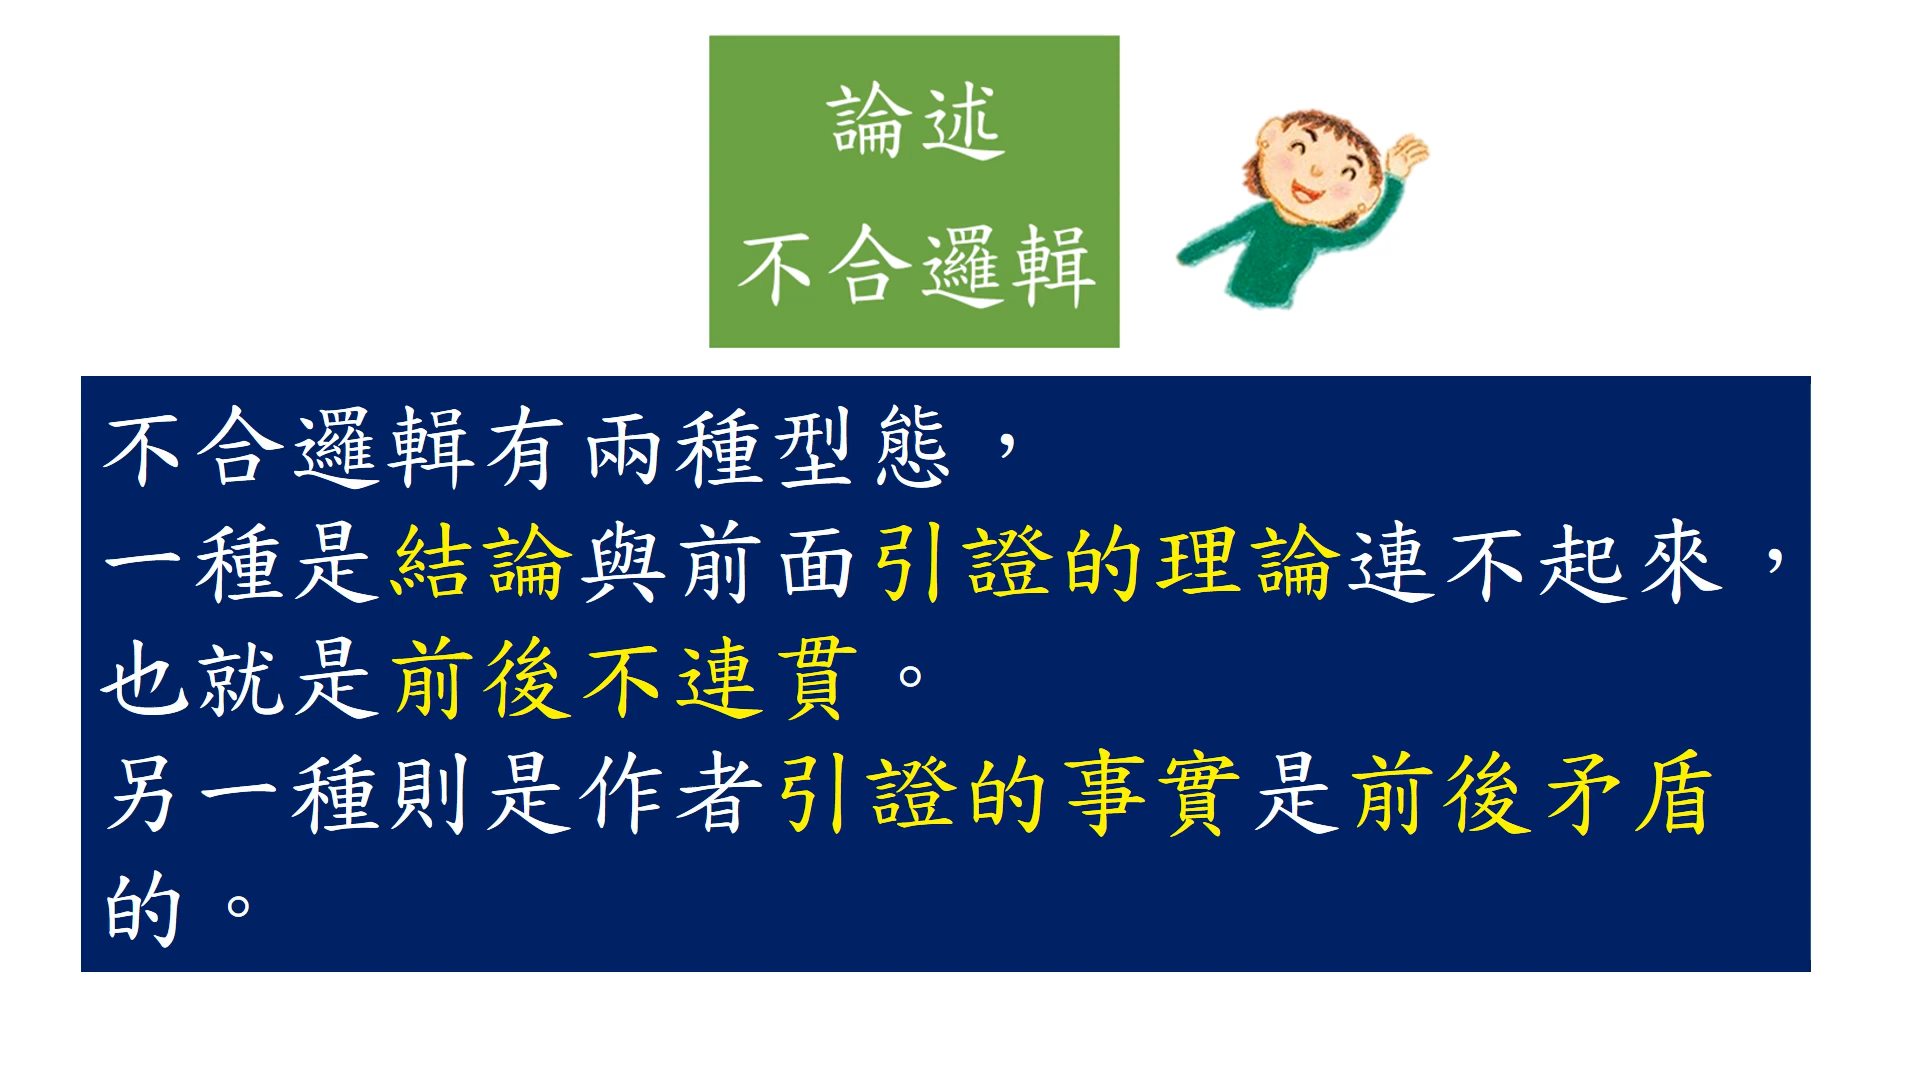 論述
不合邏輯
不合邏輯有兩種型態，
一種是結論與前面引證的理論連不起來，
也就是前後不連貫。
另一種則是作者引證的事實是前後矛盾
的。